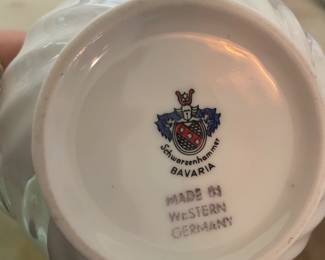 Schwarzenhammer
BAVARIA
MADE IN
WESTERN
GERMANY